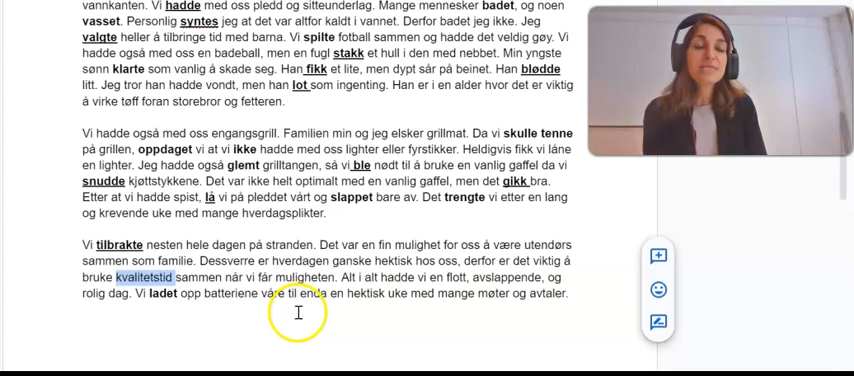 vannkanten. Vi hadde med oss pledd og sitteunderlag. Mange mennesker badet, og noen
vasset. Personlig syntes jeg at det var altfor kaldt i vannet. Derfor badet jeg ikke. Jeg
valgte heller å tilbringe tid med barna. Vi spilte fotball sammen og hadde det veldig gøy. Vi
hadde også med oss en badeball, men en fugl stakk et hull i den med nebbet. Min yngste
sønn klarte som vanlig å skade seg. Han fikk et lite, men dypt sår på beinet. Han blødde
litt. Jeg tror han hadde vondt, men han lot som ingenting. Han er i en alder hvor det er viktig
å virke tøff foran storebror og fetteren.
Vi hadde også med oss engangsgrill. Familien min og jeg elsker grillmat. Da vi skulle tenne
på grillen, oppdaget vi at vi ikke hadde med oss lighter eller fyrstikker. Heldigvis fikk vi låne
en lighter. Jeg hadde også glemt grilltangen, så vi ble nødt til å bruke en vanlig gaffel da vi
snudde kjøttstykkene. Det var ikke helt optimalt med en vanlig gaffel, men det gikk bra.
Etter at vi hadde spist, lå vi på pleddet vårt og slappet bare av. Det trengte vi etter en lang
og krevende uke med mange hverdagsplikter.
Vi tilbrakte nesten hele dagen på stranden. Det var en fin mulighet for oss å være utendørs
sammen som familie. Dessverre er hverdagen ganske hektisk hos oss, derfor er det viktig å
bruke kvalitetstid sammen når vi får muligheten. Alt i alt hadde vi en flott, avslappende, og
rolig dag. Vi ladet opp batteriene våre til enda en hektisk uke med mange møter og avtaler.